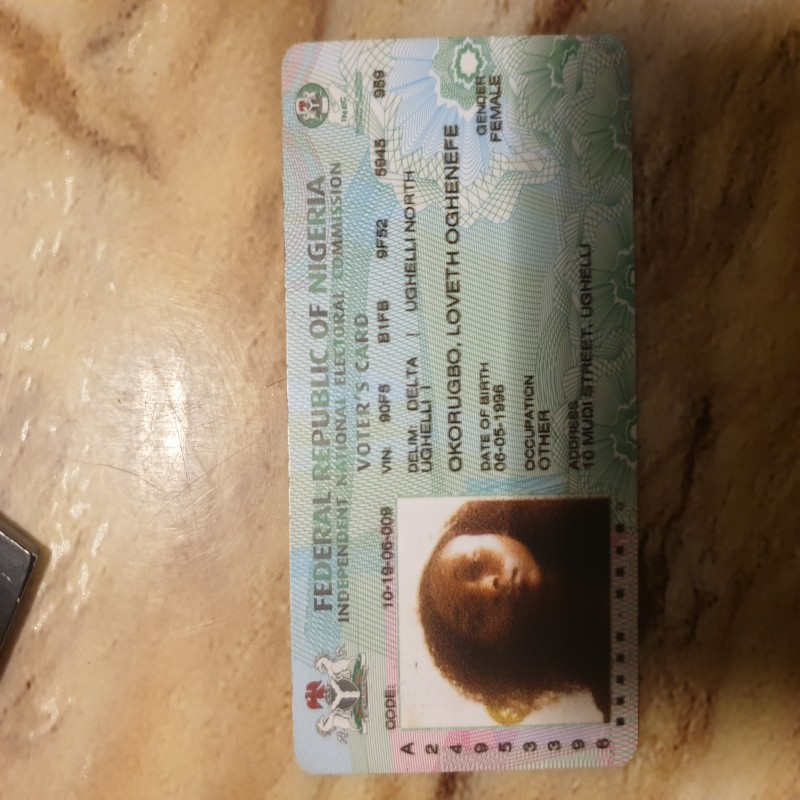 FEDERAL REPUBLIC OF NIGERIA
INDEPENDENT NATIONAL ELECTORAL COMMISSION
VOTER'S CARD
CODE: 10-19-06-009
VIN: 90F5 B1FB 9F52 5945 959
DELIM: DELTA / UGHELLI NORTH
UGHELLI I
OKORUGBO, LOVETH OGHENEFE
DATE OF BIRTH
06-05-1996
GENDER
FEMALE
OCCUPATION
OTHER
ADDRESS
10 MUDI STREET, UGHELLI
A
2
4
9
5
3
3
9
6